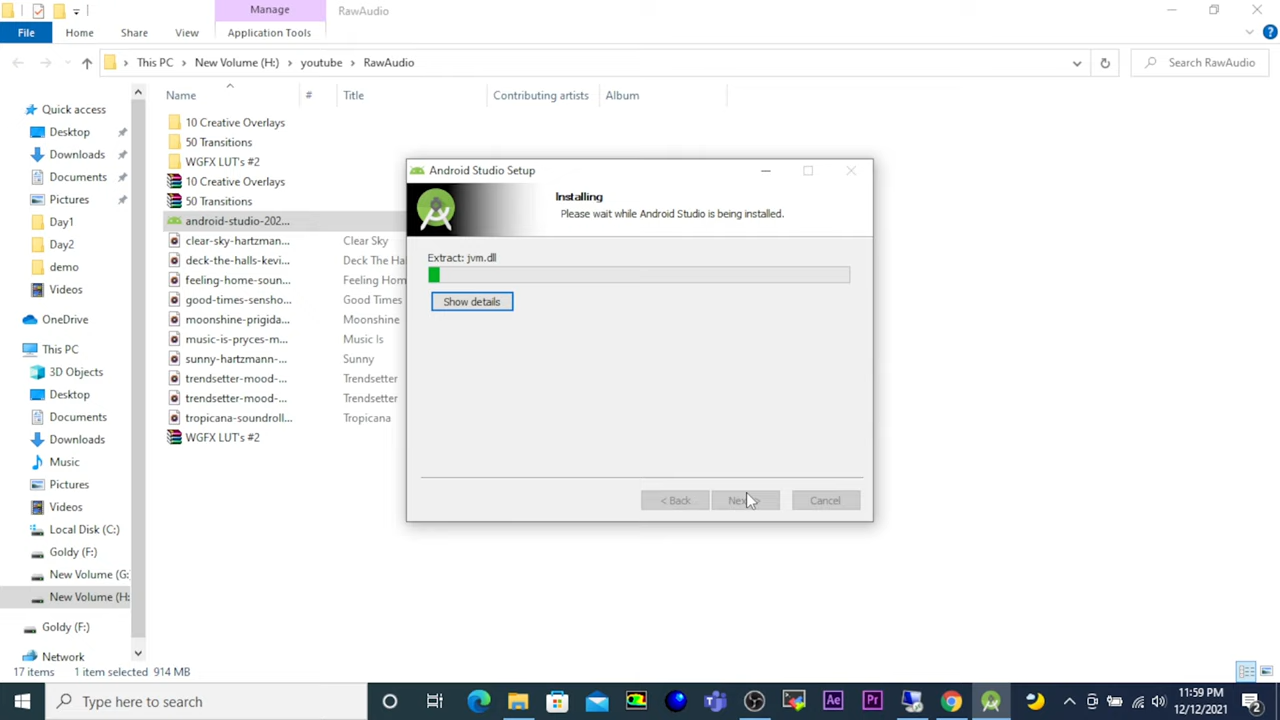 Manage
RawAudio
File
Home
Share
View
Application Tools
This PC
New Volume (H:)
youtube
RawAudio
Search RawAudio
Name
#
Title
Contributing artists
Album
Quick access
Desktop
Downloads
Documents
Pictures
Day1
Day2
demo
Videos
OneDrive
This PC
3D Objects
Desktop
Documents
Downloads
Music
Pictures
Videos
Local Disk (C:)
Goldy (F:)
New Volume (G:
New Volume (H:
Goldy (F:)
Network
10 Creative Overlays
50 Transitions
WGFX LUT's #2
10 Creative Overlays
50 Transitions
android-studio-202...
clear-sky-hartzman... Clear Sky
deck-the-halls-kevi... Deck The Ha
feeling-home-soun... Feeling Hom
good-times-sensho... Good Times
moonshine-prigida... Moonshine
music-is-pryces-m... Music Is
sunny-hartzmann-... Sunny
trendsetter-mood-... Trendsetter
trendsetter-mood-... Trendsetter
tropicana-soundroll... Tropicana
WGFX LUT's #2
Android Studio Setup
Installing
Please wait while Android Studio is being installed.
Extract: jvm.dll
Show details
< Back
Next >
Cancel
17 items
1 item selected 914 MB
Type here to search
Ae
Pr
11:59 PM
12/12/2021
2